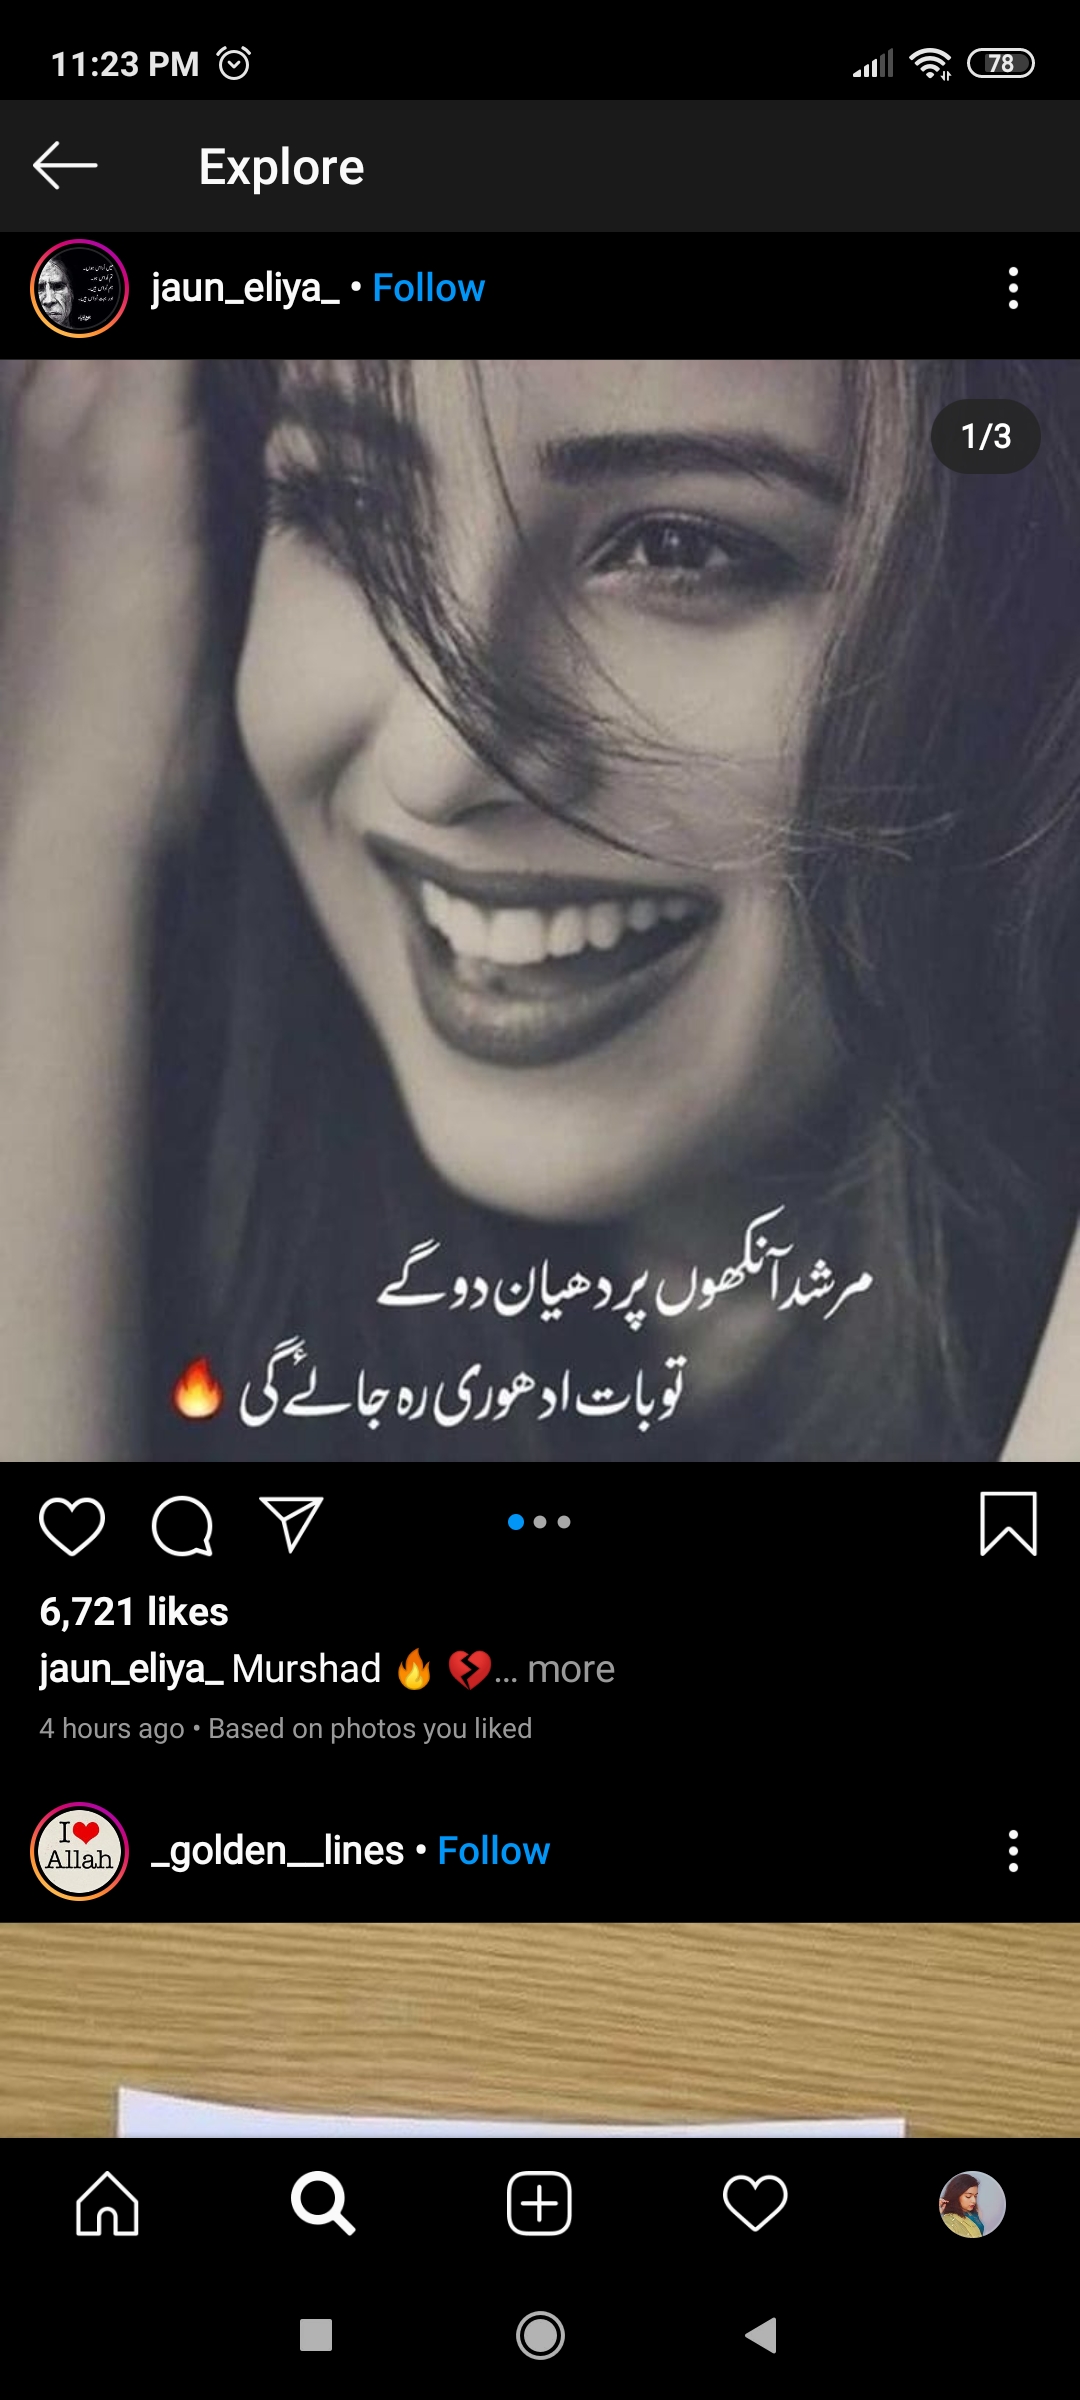 11:23 PM
78
Explore
jaun_eliya_ • Follow
1/3
مرشد آنکھوں پر دھیان دو گے
تو بات ادھوری رہ جائے گی 🔥
6,721 likes
jaun_eliya_ Murshad 🔥 💔... more
4 hours ago • Based on photos you liked
I❤
Allah
_golden__lines • Follow